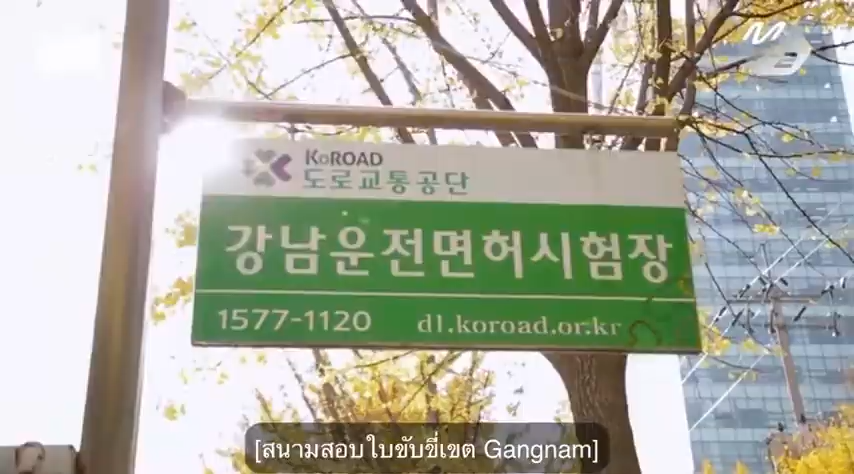 M2
KoROAD
도로교통공단
강남운전면허시험장
1577-1120 dl.koroad.or.kr
[สนามสอบใบขับขี่เขต Gangnam]